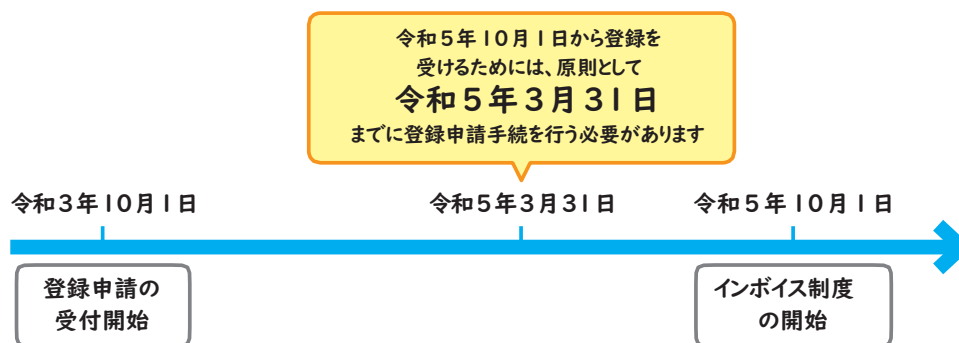 令和5年10月1日から登録を
受けるためには、原則として
令和5年3月31日
までに登録申請手続を行う必要があります
令和3年10月1日
令和5年3月31日
令和5年10月1日
登録申請の
受付開始
インボイス制度
の開始